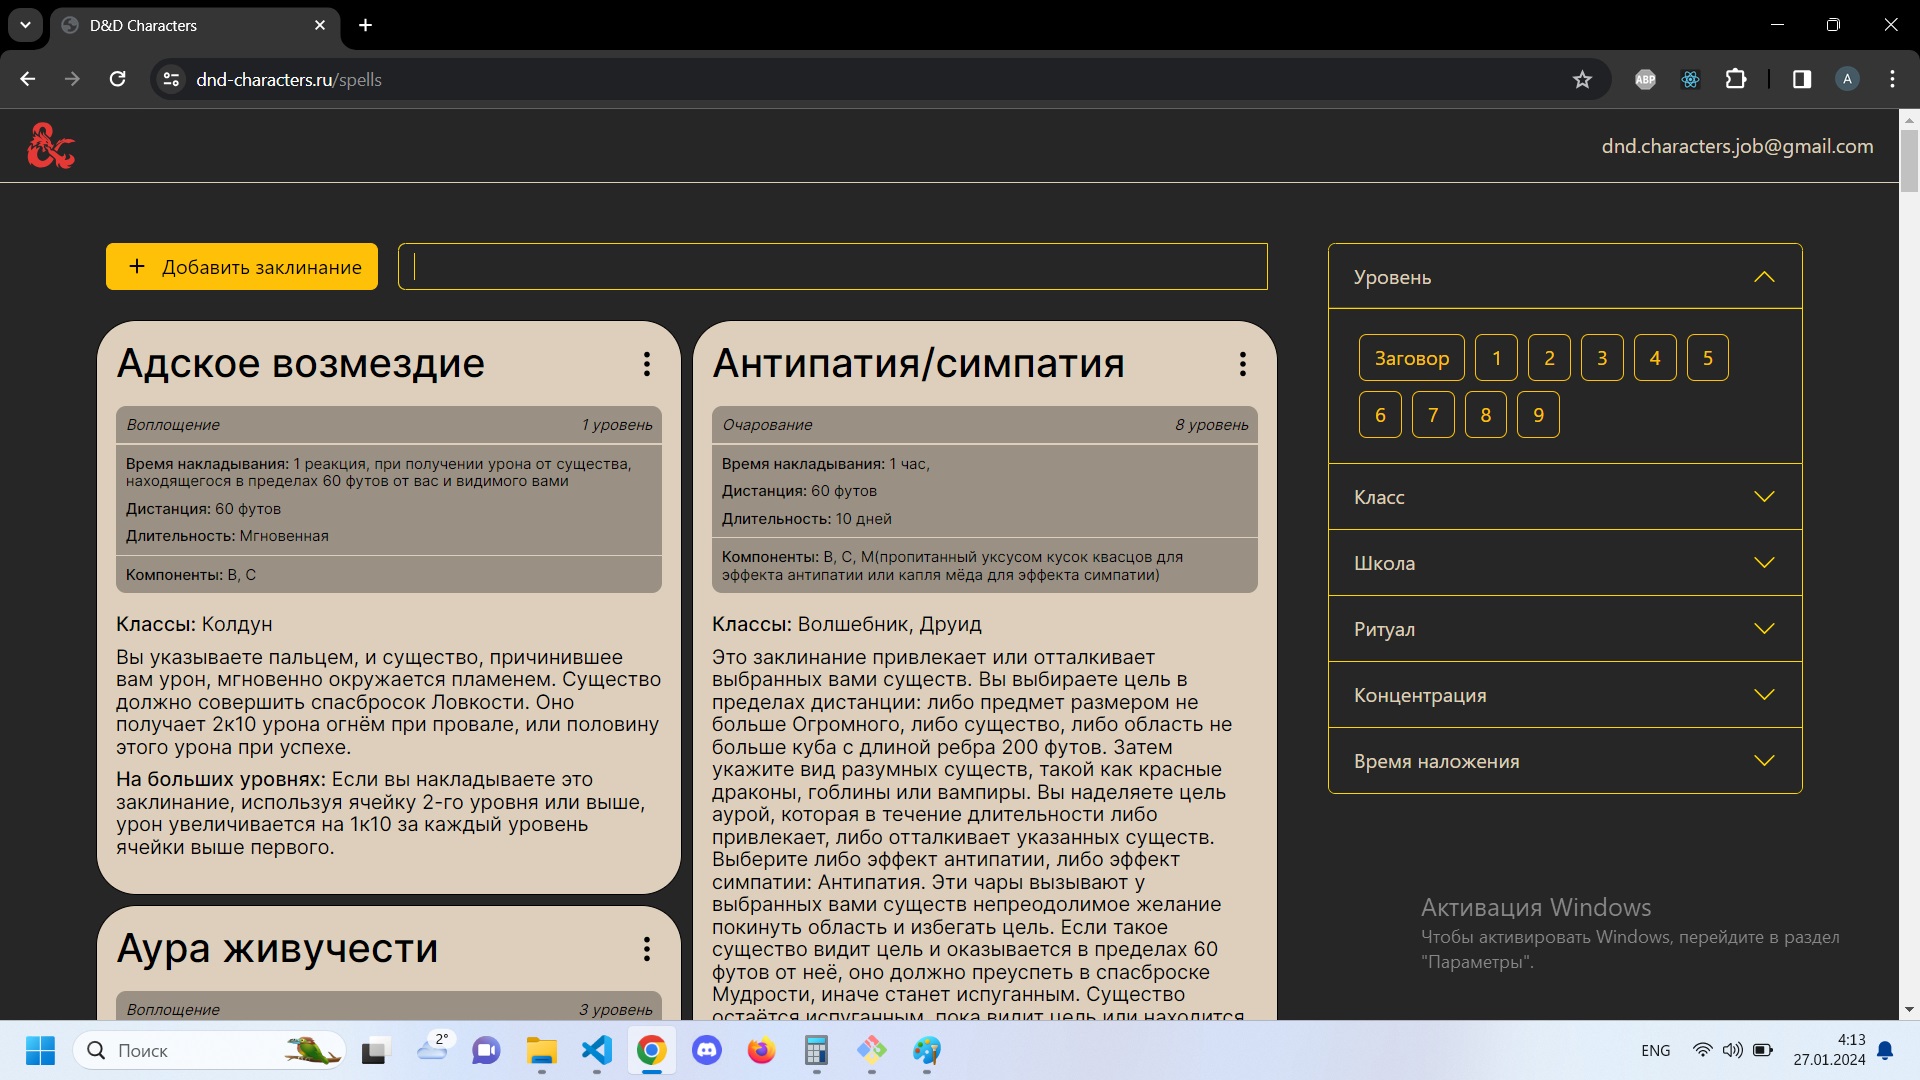 D&D Characters
dnd-characters.ru/spells
ABP
A
dnd.characters.job@gmail.com
+ Добавить заклинание
Адское возмездие
Воплощение 1 уровень
Время накладывания: 1 реакция, при получении урона от существа,
находящегося в пределах 60 футов от вас и видимого вами
Дистанция: 60 футов
Длительность: Мгновенная
Компоненты: В, С
Классы: Колдун
Вы указываете пальцем, и существо, причинившее
вам урон, мгновенно окружается пламенем. Существо
должно совершить спасбросок Ловкости. Оно
получает 2к10 урона огнём при провале, или половину
этого урона при успехе.
На больших уровнях: Если вы накладываете это
заклинание, используя ячейку 2-го уровня или выше,
урон увеличивается на 1к10 за каждый уровень
ячейки выше первого.
Аура живучести
Воплощение 3 уровень
Антипатия/симпатия
Очарование 8 уровень
Время накладывания: 1 час,
Дистанция: 60 футов
Длительность: 10 дней
Компоненты: В, С, М(пропитанный уксусом кусок квасцов для
эффекта антипатии или капля мёда для эффекта симпатии)
Классы: Волшебник, Друид
Это заклинание привлекает или отталкивает
выбранных вами существ. Вы выбираете цель в
пределах дистанции: либо предмет размером не
больше Огромного, либо существо, либо область не
больше куба с длиной ребра 200 футов. Затем
укажите вид разумных существ, такой как красные
драконы, гоблины или вампиры. Вы наделяете цель
аурой, которая в течение длительности либо
привлекает, либо отталкивает указанных существ.
Выберите либо эффект антипатии, либо эффект
симпатии: Антипатия. Эти чары вызывают у
выбранных вами существ непреодолимое желание
покинуть область и избегать цель. Если такое
существо видит цель и оказывается в пределах 60
футов от неё, оно должно преуспеть в спасброске
Мудрости, иначе станет испуганным. Существо
остаётся испуганным, пока видит цель или находится
Уровень
Заговор 1 2 3 4 5
6 7 8 9
Класс
Школа
Ритуал
Концентрация
Время наложения
Активация Windows
Чтобы активировать Windows, перейдите в раздел
"Параметры".
Поиск
2°
ENG
4:13
27.01.2024